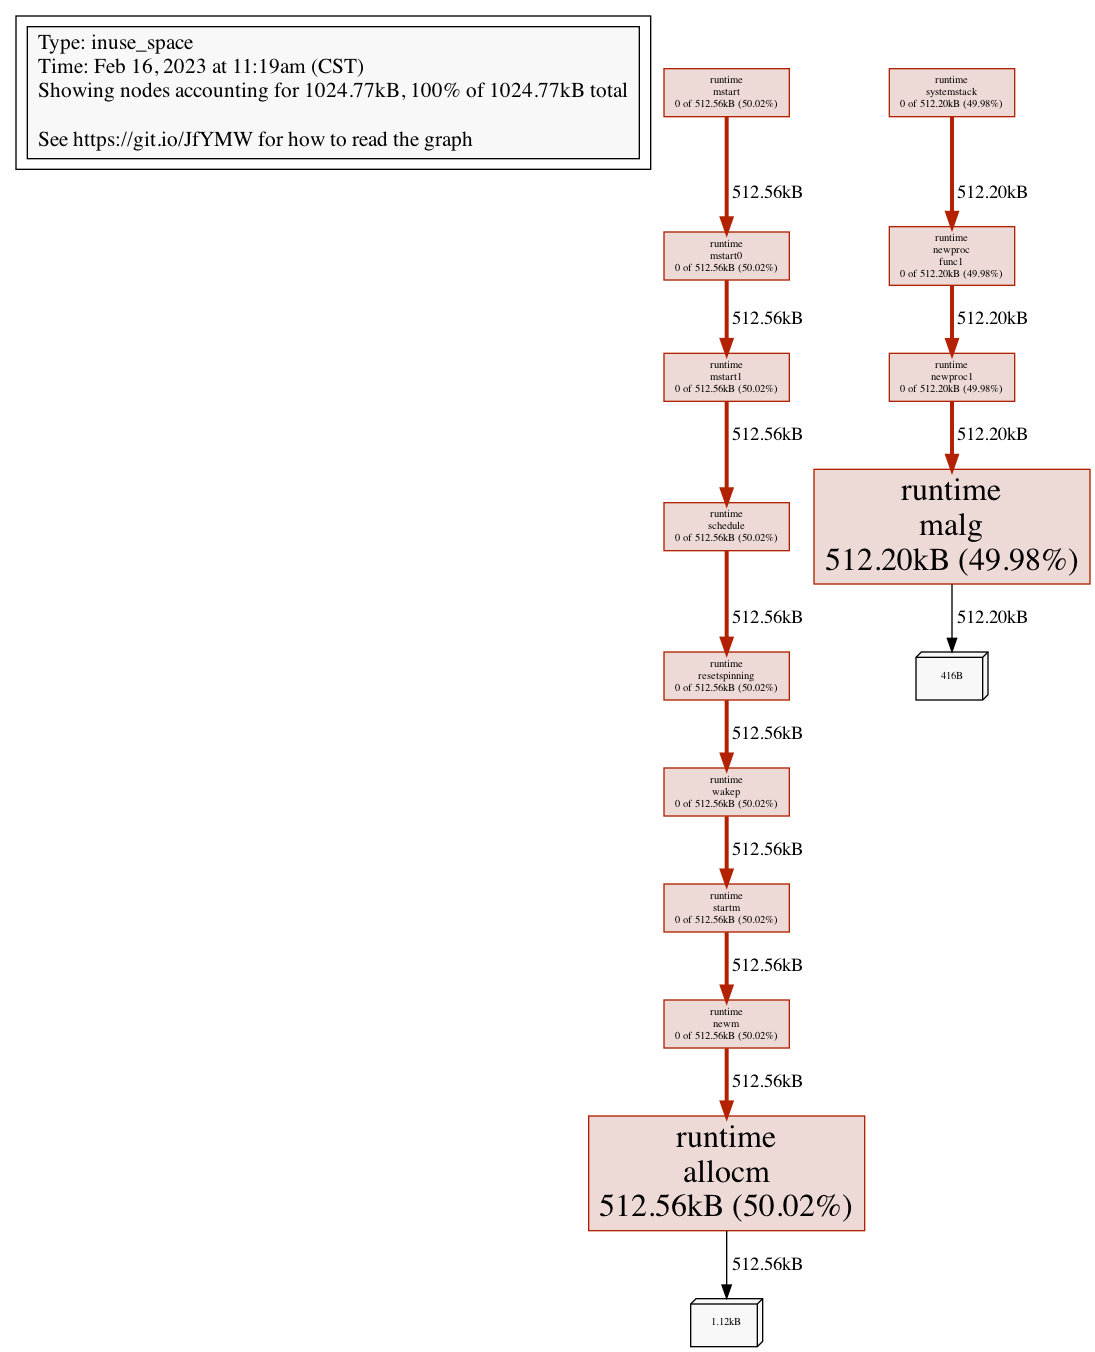 Type: inuse_space
Time: Feb 16, 2023 at 11:19am (CST)
Showing nodes accounting for 1024.77kB, 100% of 1024.77kB total
See https://git.io/JfYMW for how to read the graph
runtime
mstart
0 of 512.56kB (50.02%)
512.56kB
runtime
mstart0
0 of 512.56kB (50.02%)
512.56kB
runtime
mstart1
0 of 512.56kB (50.02%)
512.56kB
runtime
schedule
0 of 512.56kB (50.02%)
512.56kB
runtime
resetspinning
0 of 512.56kB (50.02%)
512.56kB
runtime
wakep
0 of 512.56kB (50.02%)
512.56kB
runtime
startm
0 of 512.56kB (50.02%)
512.56kB
runtime
newm
0 of 512.56kB (50.02%)
512.56kB
runtime
allocm
512.56kB (50.02%)
512.56kB
1.12kB
runtime
systemstack
0 of 512.20kB (49.98%)
512.20kB
runtime
newproc
func1
0 of 512.20kB (49.98%)
512.20kB
runtime
newproc1
0 of 512.20kB (49.98%)
512.20kB
runtime
malg
512.20kB (49.98%)
512.20kB
416B